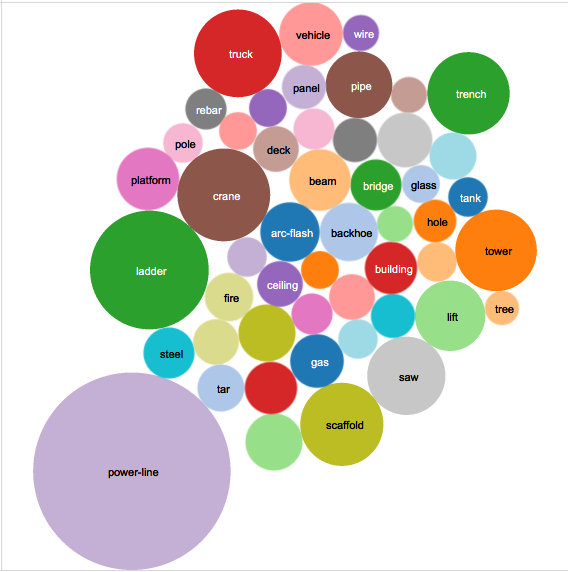 vehicle
wire
truck
panel
pipe
trench
rebar
pole
deck
platform
beam
bridge
glass
crane
tank
hole
arc-flash
backhoe
tower
ladder
building
ceiling
fire
tree
lift
steel
gas
saw
tar
scaffold
power-line